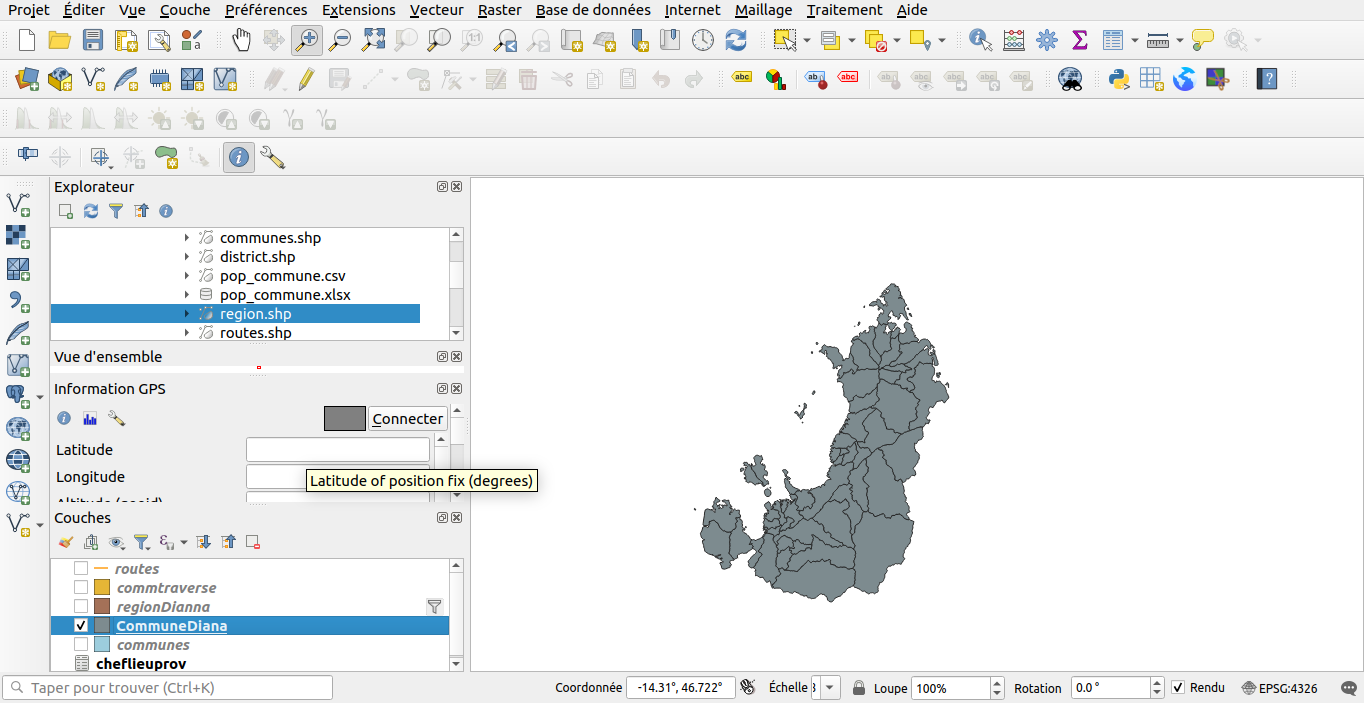 Projet Éditer Vue Couche Préférences Extensions Vecteur Raster Base de données Internet Maillage Traitement Aide
Explorateur
communes.shp
district.shp
pop_commune.csv
pop_commune.xlsx
region.shp
routes.shp
Vue d'ensemble
Information GPS
Connecter
Latitude
Longitude
Latitude of position fix (degrees)
Couches
routes
commtraverse
regionDianna
CommuneDiana
communes
cheflieuprov
Taper pour trouver (Ctrl+K) Coordonnée -14.31°, 46.722° Échelle Loupe 100% Rotation 0.0 ° Rendu EPSG:4326